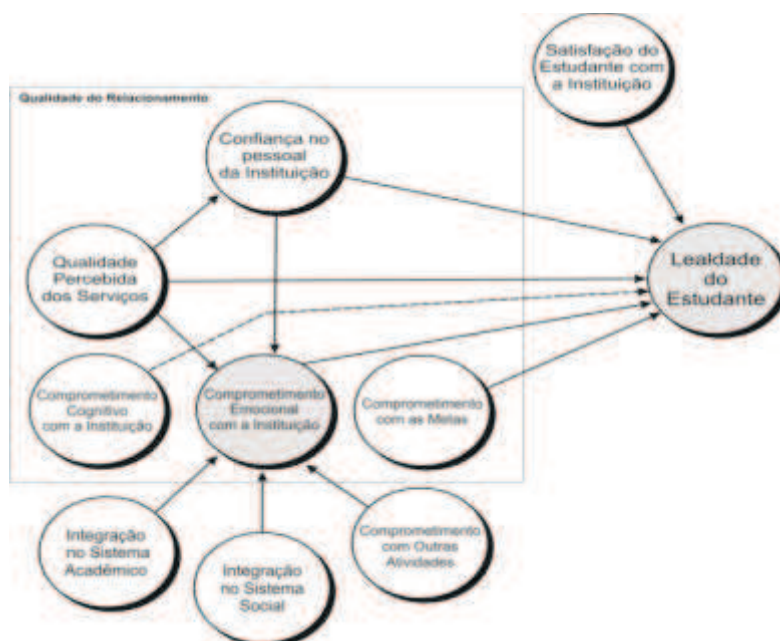 Satisfação do
Estudante com
a Instituição
Qualidade do Relacionamento
Confiança no
pessoal
da Instituição
Qualidade
Percebida
dos Serviços
Lealdade
do
Estudante
Comprometimento
Cognitivo
com a Instituição
Comprometimento
Emocional
com a Instituição
Comprometimento
com as Metas
Integração
no Sistema
Acadêmico
Integração
no Sistema
Social
Comprometimento
com Outras
Atividades